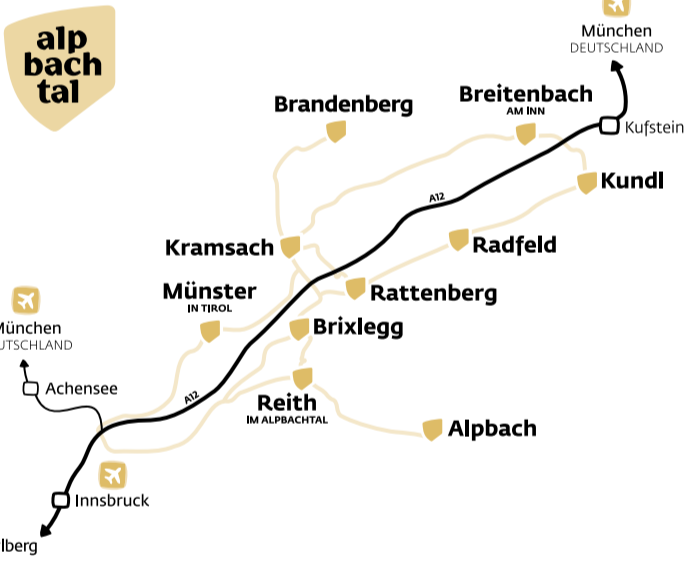 alp
bach
tal
München
DEUTSCHLAND
Brandenberg
Breitenbach
AM INN
Kufstein
Kundl
A12
Kramsach
Radfeld
Münster
IN TIROL
Rattenberg
Brixlegg
München
UTSCHLAND
Achensee
A12
Reith
IM ALPBACHTAL
Alpbach
Innsbruck
lberg